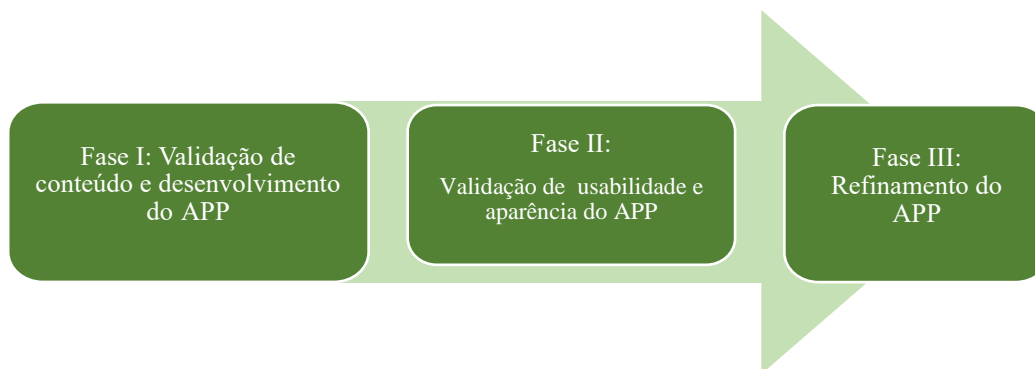 Fase I: Validação de
conteúdo e desenvolvimento
do APP
Fase II:
Validação de usabilidade e
aparência do APP
Fase III:
Refinamento do
APP